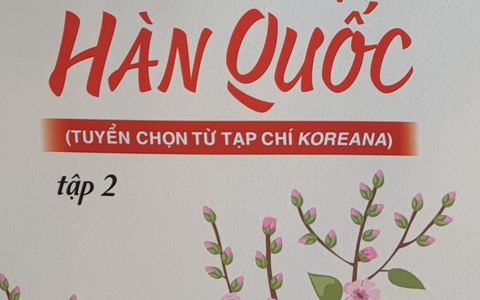 HÀN QUỐC
(TUYỂN CHỌN TỪ TẠP CHÍ KOREANA)
tập 2